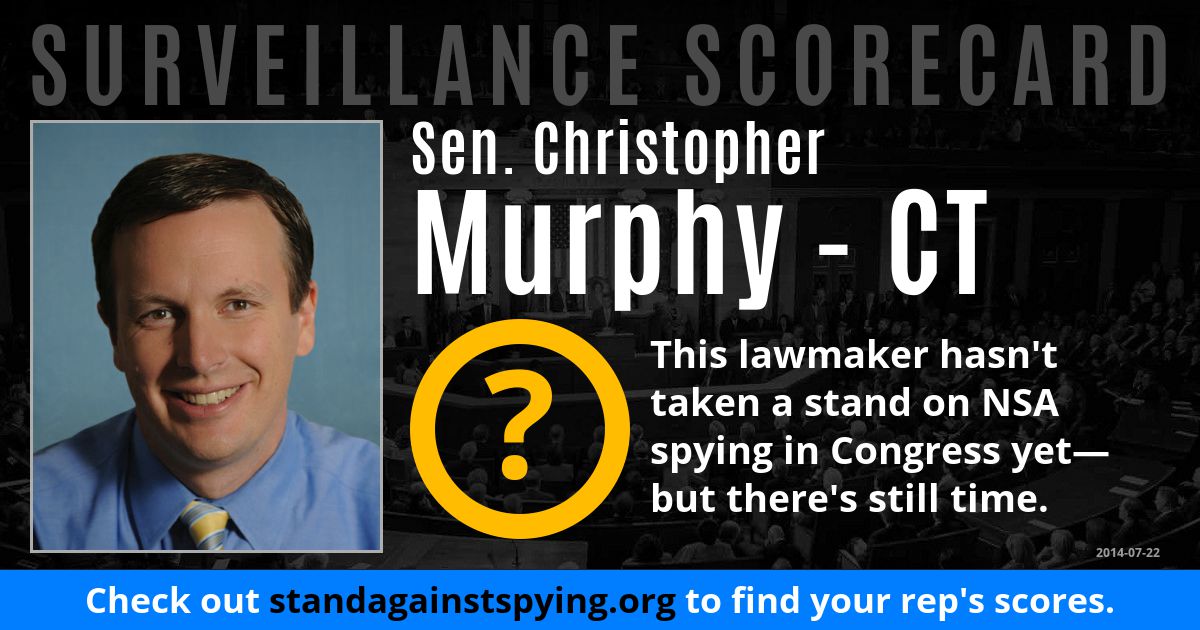 SURVEILLANCE SCORECARD
Sen. Christopher
Murphy - CT
?
This lawmaker hasn't
taken a stand on NSA
spying in Congress yet—
but there's still time.
2014-07-22
Check out standagainstspying.org to find your rep's scores.